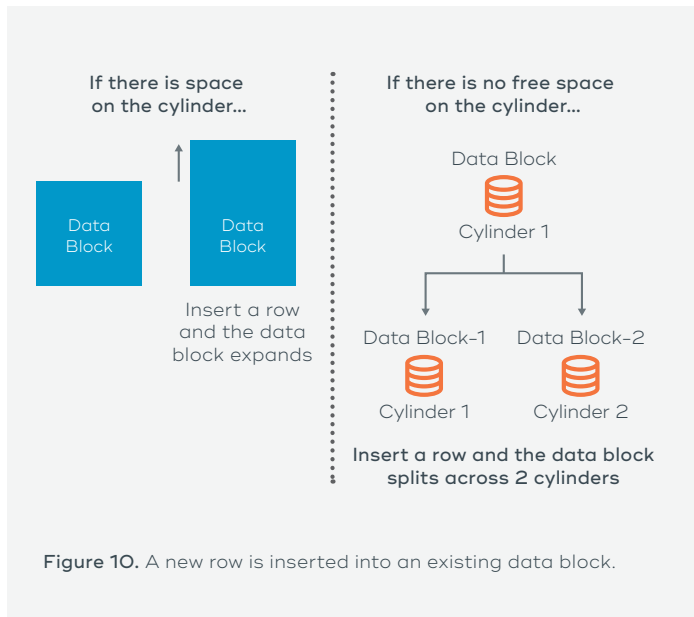 If there is space
on the cylinder...
Data
Block
Data
Block
Insert a row
and the data
block expands
If there is no free space
on the cylinder...
Data Block
Cylinder 1
Data Block-1
Cylinder 1
Data Block-2
Cylinder 2
Insert a row and the data block
splits across 2 cylinders
Figure 10. A new row is inserted into an existing data block.